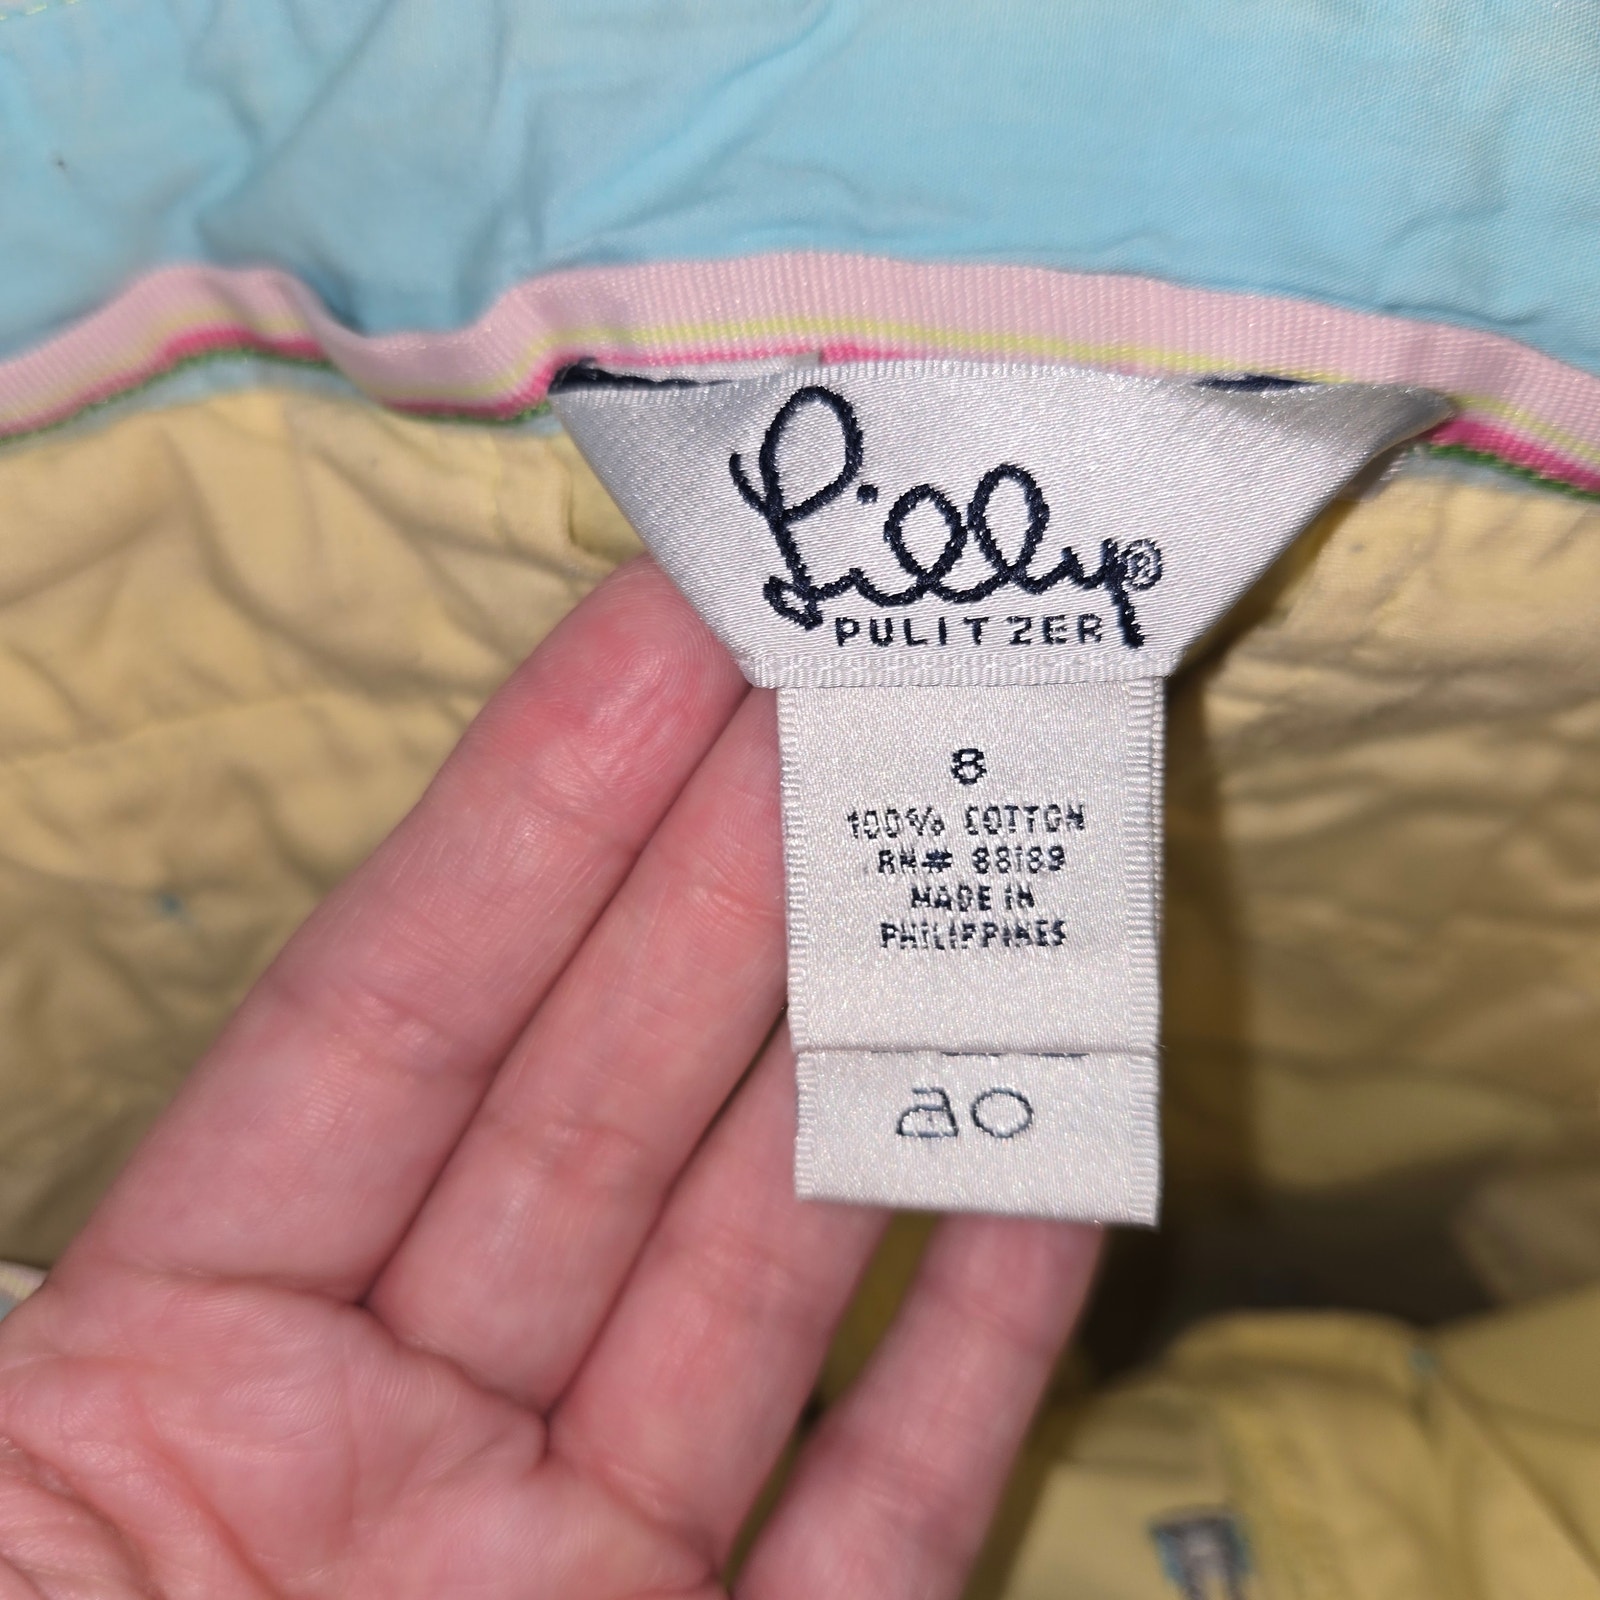 Lilly®
PULITZER
8
100% COTTON
RN# 88189
MADE IN
PHILIPPINES